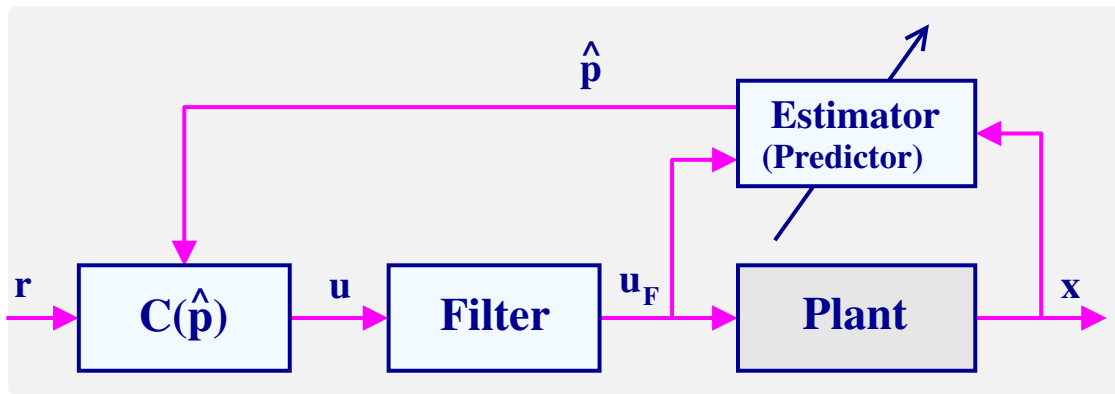 p̂
Estimator
(Predictor)
r
C(p̂)
u
Filter
u_F
Plant
x